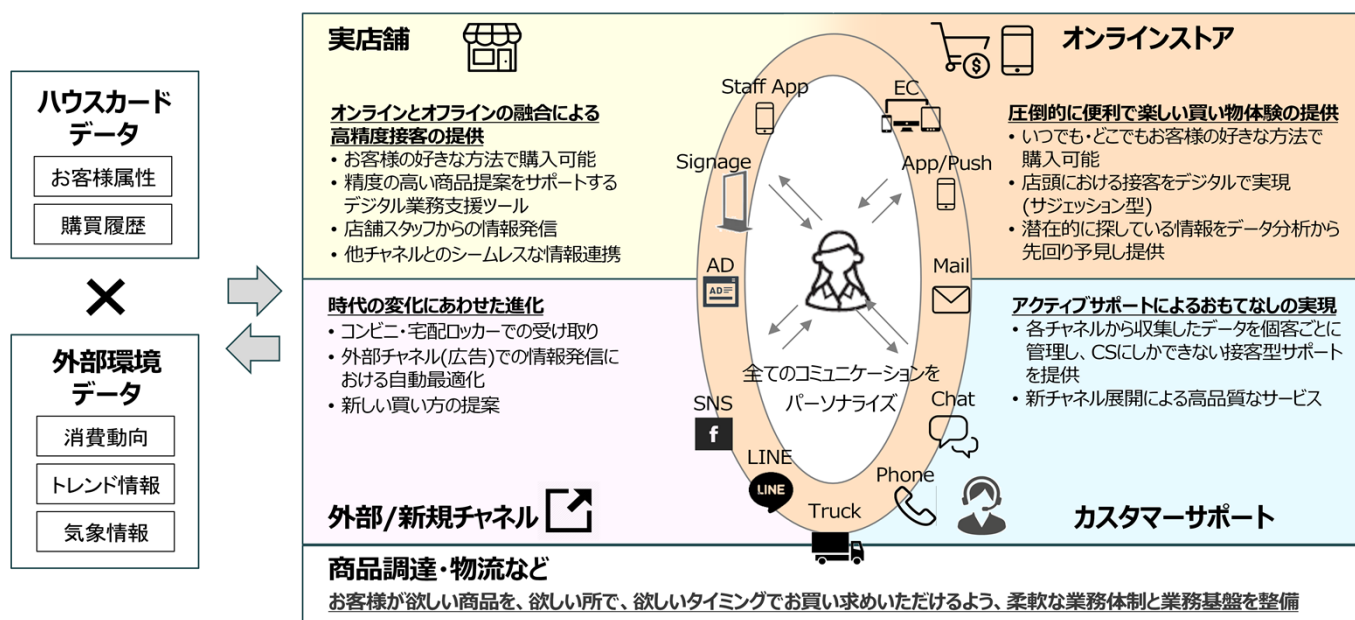 ハウスカード
データ
お客様属性
購買履歴
×
外部環境
データ
消費動向
トレンド情報
気象情報
実店舗
オンラインとオフラインの融合による
高精度接客の提供
• お客様の好きな方法で購入可能
• 精度の高い商品提案をサポートする
デジタル業務支援ツール
• 店舗スタッフからの情報発信
• 他チャネルとのシームレスな情報連携
オンラインストア
圧倒的に便利で楽しい買い物体験の提供
• いつでも・どこでもお客様の好きな方法で
購入可能
• 店頭における接客をデジタルで実現
(サジェッション型)
• 潜在的に探している情報をデータ分析から
先回り予見し提供
時代の変化にあわせた進化
• コンビニ・宅配ロッカーでの受け取り
• 外部チャネル(広告)での情報発信に
おける自動最適化
• 新しい買い方の提案
外部/新規チャネル
アクティブサポートによるおもてなしの実現
• 各チャネルから収集したデータを個客ごとに
管理し、CSにしかできない接客型サポート
を提供
• 新チャネル展開による高品質なサービス
カスタマーサポート
Staff App
EC
Signage
App/Push
AD
AD
Mail
全てのコミュニケーションを
パーソナライズ
SNS
f
Chat
LINE
LINE
Phone
Truck
$
商品調達・物流など
お客様が欲しい商品を、欲しい所で、欲しいタイミングでお買い求めいただけるよう、柔軟な業務体制と業務基盤を整備